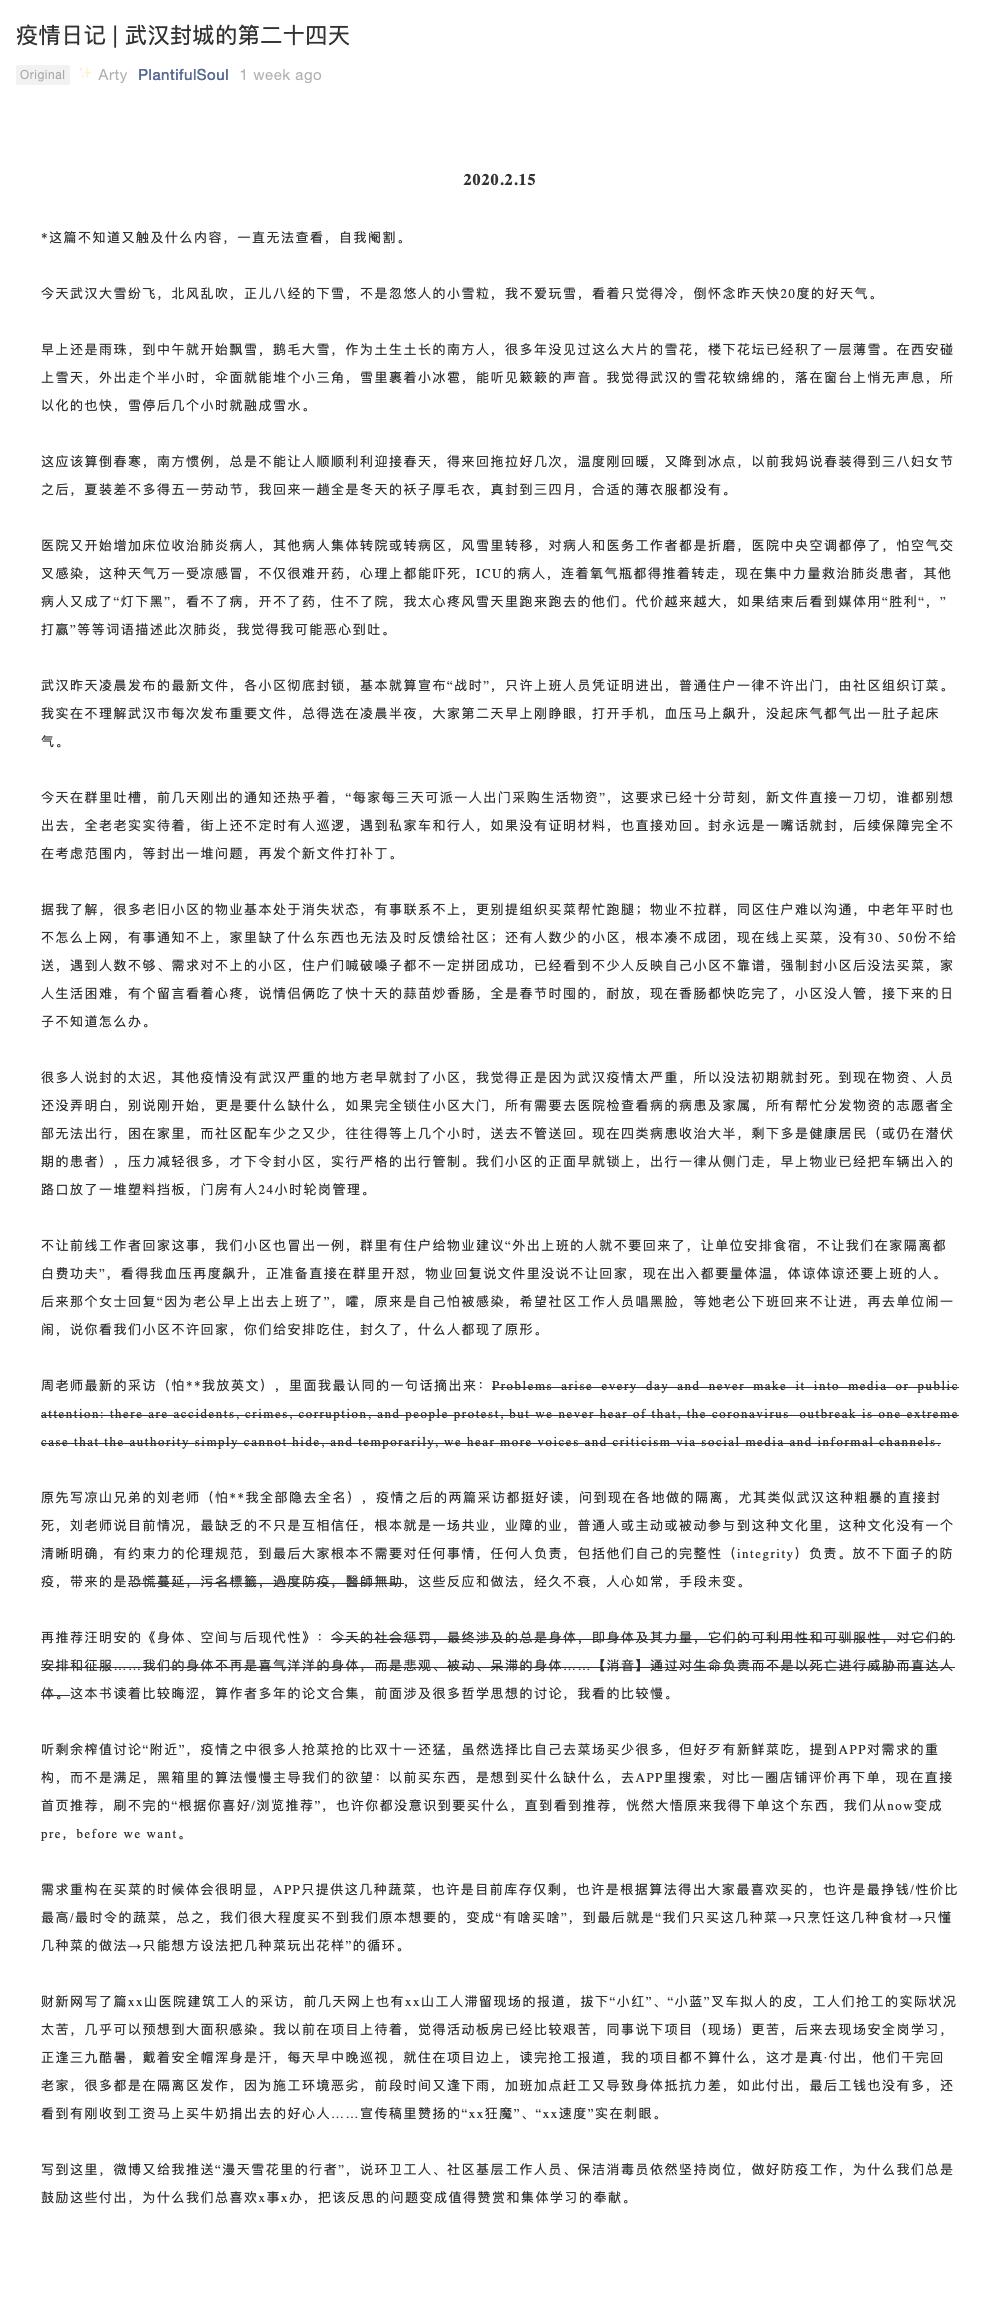 疫情日记 | 武汉封城的第二十四天
Original ✨ Arty PlantifulSoul 1 week ago
2020.2.15
*这篇不知道又触及什么内容，一直无法查看，自我阉割。
今天武汉大雪纷飞，北风乱吹，正儿八经的下雪，不是忽悠人的小雪粒，我不爱玩雪，看着只觉得冷，倒怀念昨天快20度的好天气。
早上还是雨珠，到中午就开始飘雪，鹅毛大雪，作为土生土长的南方人，很多年没见过这么大片的雪花，楼下花坛已经积了一层薄雪。在西安碰
上雪天，外出走个半小时，伞面就能堆个小三角，雪里裹着小冰雹，能听见簌簌的声音。我觉得武汉的雪花软绵绵的，落在窗台上悄无声息，所
以化的也快，雪停后几个小时就融成雪水。
这应该算倒春寒，南方惯例，总是不能让人顺顺利利迎接春天，得来回拖拉好几次，温度刚回暖，又降到冰点，以前我妈说春装得到三八妇女节
之后，夏装差不多得五一劳动节，我回来一趟全是冬天的袄子厚毛衣，真封到三四月，合适的薄衣服都没有。
医院又开始增加床位收治肺炎病人，其他病人集体转院或转病区，风雪里转移，对病人和医务工作者都是折磨，医院中央空调都停了，怕空气交
叉感染，这种天气万一受凉感冒，不仅很难开药，心理上都能吓死，ICU的病人，连着氧气瓶都得推着转走，现在集中力量救治肺炎患者，其他
病人又成了“灯下黑”，看不了病，开不了药，住不了院，我太心疼风雪天里跑来跑去的他们。代价越来越大，如果结束后看到媒体用“胜利“，”
打赢”等等词语描述此次肺炎，我觉得我可能恶心到吐。
武汉昨天凌晨发布的最新文件，各小区彻底封锁，基本就算宣布“战时”，只许上班人员凭证明进出，普通住户一律不许出门，由社区组织订菜。
我实在不理解武汉市每次发布重要文件，总得选在凌晨半夜，大家第二天早上刚睁眼，打开手机，血压马上飙升，没起床气都气出一肚子起床
气。
今天在群里吐槽，前几天刚出的通知还热乎着，“每家每三天可派一人出门采购生活物资”，这要求已经十分苛刻，新文件直接一刀切，谁都别想
出去，全老老实实待着，街上还不定时有人巡逻，遇到私家车和行人，如果没有证明材料，也直接劝回。封永远是一嘴话就封，后续保障完全不
在考虑范围内，等封出一堆问题，再发个新文件打补丁。
据我了解，很多老旧小区的物业基本处于消失状态，有事联系不上，更别提组织买菜帮忙跑腿；物业不拉群，同区住户难以沟通，中老年平时也
不怎么上网，有事通知不上，家里缺了什么东西也无法及时反馈给社区；还有人数少的小区，根本凑不成团，现在线上买菜，没有30、50份不给
送，遇到人数不够、需求对不上的小区，住户们喊破嗓子都不一定拼团成功，已经看到不少人反映自己小区不靠谱，强制封小区后没法买菜，家
人生活困难，有个留言看着心疼，说情侣俩吃了快十天的蒜苗炒香肠，全是春节时囤的，耐放，现在香肠都快吃完了，小区没人管，接下来的日
子不知道怎么办。
很多人说封的太迟，其他疫情没有武汉严重的地方老早就封了小区，我觉得正是因为武汉疫情太严重，所以没法初期就封死。到现在物资、人员
还没弄明白，别说刚开始，更是要什么缺什么，如果完全锁住小区大门，所有需要去医院检查看病的病患及家属，所有帮忙分发物资的志愿者全
部无法出行，困在家里，而社区配车少之又少，往往得等上几个小时，送去不管送回。现在四类病患收治大半，剩下多是健康居民（或仍在潜伏
期的患者），压力减轻很多，才下令封小区，实行严格的出行管制。我们小区的正面早就锁上，出行一律从侧门走，早上物业已经把车辆出入的
路口放了一堆塑料挡板，门房有人24小时轮岗管理。
不让前线工作者回家这事，我们小区也冒出一例，群里有住户给物业建议“外出上班的人就不要回来了，让单位安排食宿，不让我们在家隔离都
白费功夫”，看得我血压再度飙升，正准备直接在群里开怼，物业回复说文件里没说不让回家，现在出入都要量体温，体谅体谅还要上班的人。
后来那个女士回复“因为老公早上出去上班了”，嚯，原来是自己怕被感染，希望社区工作人员唱黑脸，等她老公下班回来不让进，再去单位闹一
闹，说你看我们小区不许回家，你们给安排吃住，封久了，什么人都现了原形。
周老师最新的采访（怕**我放英文），里面我最认同的一句话摘出来：Problems arise every day and never make it into media or public
attention: there are accidents, crimes, corruption, and people protest, but we never hear of that, the coronavirus outbreak is one extreme
case that the authority simply cannot hide, and temporarily, we hear more voices and criticism via social media and informal channels.
原先写凉山兄弟的刘老师（怕**我全部隐去全名），疫情之后的两篇采访都挺好读，问到现在各地做的隔离，尤其类似武汉这种粗暴的直接封
死，刘老师说目前情况，最缺乏的不只是互相信任，根本就是一场共业，业障的业，普通人或主动或被动参与到这种文化里，这种文化没有一个
清晰明确，有约束力的伦理规范，到最后大家根本不需要对任何事情，任何人负责，包括他们自己的完整性（integrity）负责。放不下面子的防
疫，带来的是恐慌蔓延，污名標籤，過度防疫，醫師無助，这些反应和做法，经久不衰，人心如常，手段未变。
再推荐汪明安的《身体、空间与后现代性》：今天的社会惩罚，最终涉及的总是身体，即身体及其力量，它们的可利用性和可驯服性，对它们的
安排和征服……我们的身体不再是喜气洋洋的身体，而是悲观、被动、呆滞的身体……【消音】通过对生命负责而不是以死亡进行威胁而直达人
体。这本书读着比较晦涩，算作者多年的论文合集，前面涉及很多哲学思想的讨论，我看的比较慢。
听剩余榨值讨论“附近”，疫情之中很多人抢菜抢的比双十一还猛，虽然选择比自己去菜场买少很多，但好歹有新鲜菜吃，提到APP对需求的重
构，而不是满足，黑箱里的算法慢慢主导我们的欲望：以前买东西，是想到买什么缺什么，去APP里搜索，对比一圈店铺评价再下单，现在直接
首页推荐，刷不完的“根据你喜好/浏览推荐”，也许你都没意识到要买什么，直到看到推荐，恍然大悟原来我得下单这个东西，我们从now变成
pre，before we want。
需求重构在买菜的时候体会很明显，APP只提供这几种蔬菜，也许是目前库存仅剩，也许是根据算法得出大家最喜欢买的，也许是最挣钱/性价比
最高/最时令的蔬菜，总之，我们很大程度买不到我们原本想要的，变成“有啥买啥”，到最后就是“我们只买这几种菜→只烹饪这几种食材→只懂
几种菜的做法→只能想方设法把几种菜玩出花样”的循环。
财新网写了篇xx山医院建筑工人的采访，前几天网上也有xx山工人滞留现场的报道，拔下“小红”、“小蓝”叉车拟人的皮，工人们抢工的实际状况
太苦，几乎可以预想到大面积感染。我以前在项目上待着，觉得活动板房已经比较艰苦，同事说下项目（现场）更苦，后来去现场安全岗学习，
正逢三九酷暑，戴着安全帽浑身是汗，每天早中晚巡视，就住在项目边上，读完抢工报道，我的项目都不算什么，这才是真·付出，他们干完回
老家，很多都是在隔离区发作，因为施工环境恶劣，前段时间又逢下雨，加班加点赶工又导致身体抵抗力差，如此付出，最后工钱也没有多，还
看到有刚收到工资马上买牛奶捐出去的好心人……宣传稿里赞扬的“xx狂魔”、“xx速度”实在刺眼。
写到这里，微博又给我推送“漫天雪花里的行者”，说环卫工人、社区基层工作人员、保洁消毒员依然坚持岗位，做好防疫工作，为什么我们总是
鼓励这些付出，为什么我们总喜欢x事x办，把该反思的问题变成值得赞赏和集体学习的奉献。